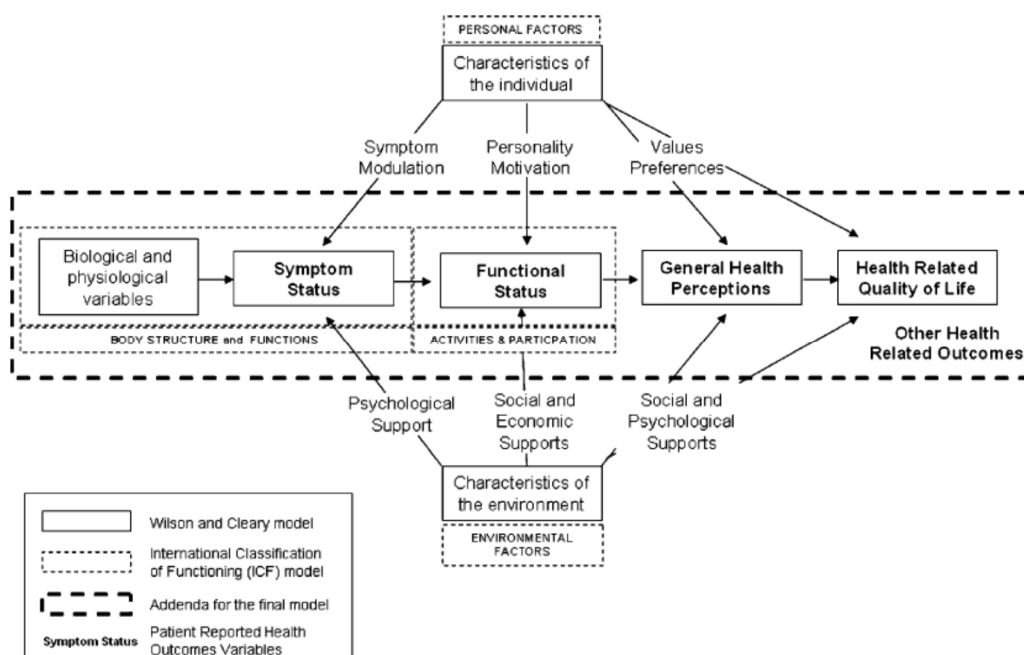 PERSONAL FACTORS
Characteristics of
the individual
Symptom
Modulation
Personality
Motivation
Values
Preferences
Biological and
physiological
variables
Symptom
Status
Functional
Status
General Health
Perceptions
Health Related
Quality of Life
BODY STRUCTURE and FUNCTIONS
ACTIVITIES & PARTICPATION
Other Health
Related Outcomes
Psychological
Support
Social and
Economic
Supports
Social and
Psychological
Supports
Characteristics of
the environment
ENVIRONMENTAL
FACTORS
Wilson and Cleary model
International Classification
of Functioning (ICF) model
Addenda for the final model
Symptom Status
Patient Reported Health
Outcomes Variables